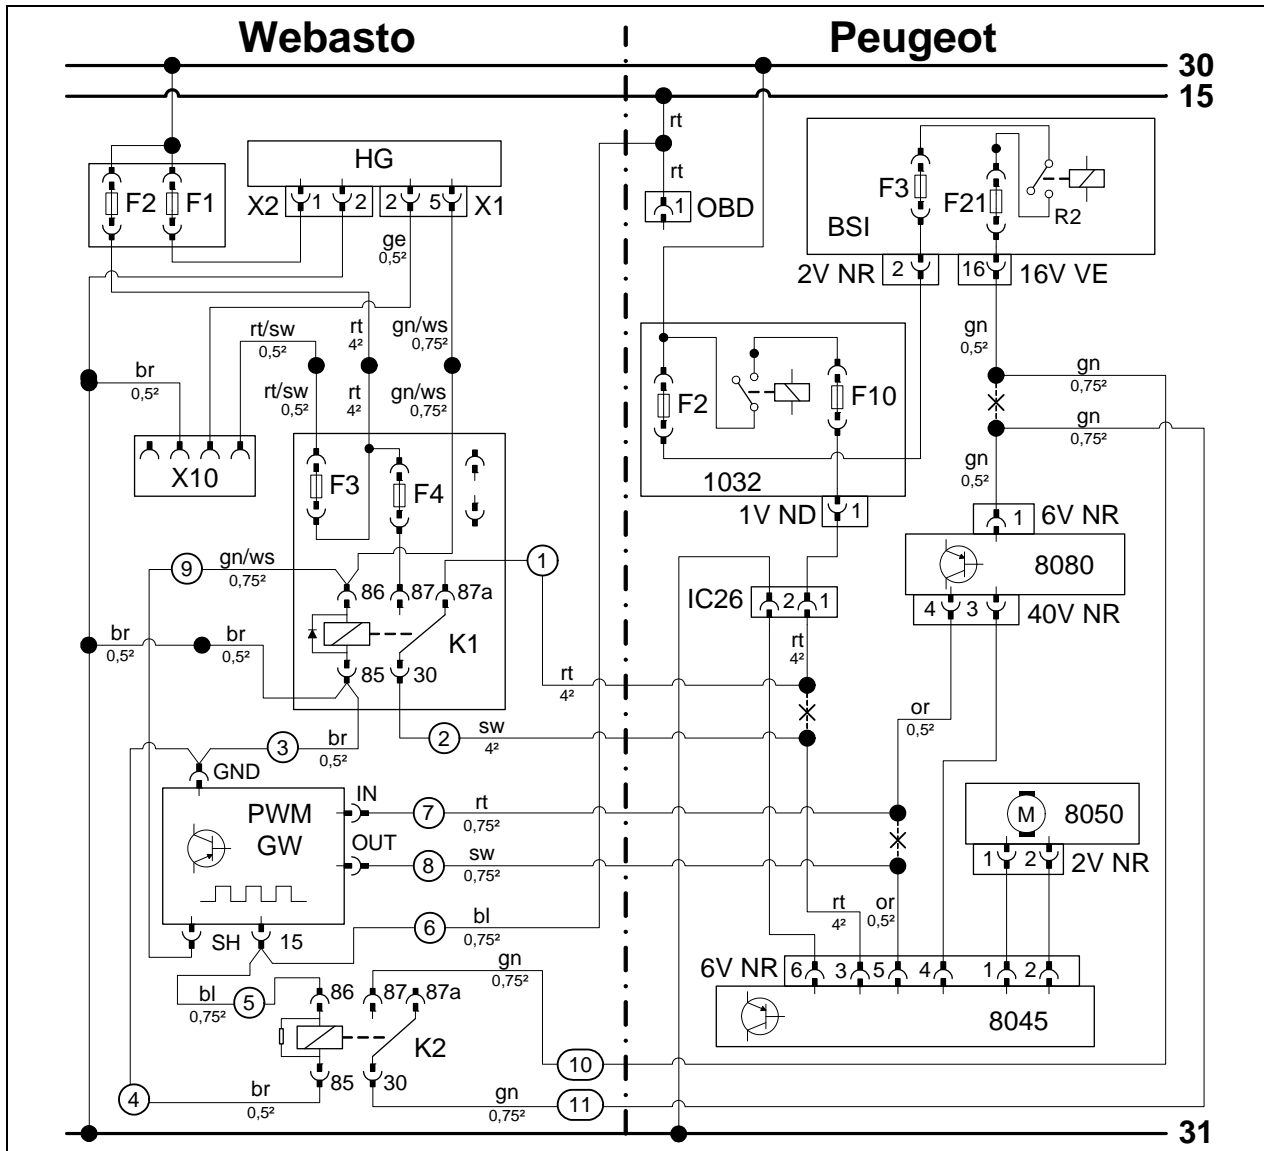 Webasto Peugeot
30
15
rt
HG
F2 F1
X2 1 2 2 5 X1
rt
1 OBD
F3
F21
R2
BSI
ge
0,5²
2V NR 2 16 16V VE
rt/sw
0,5²
rt
4²
gn/ws
0,75²
gn
0,5²
br
0,5²
rt/sw
0,5²
rt
4²
gn/ws
0,75²
gn
0,75²
F2 F10
gn
0,75²
X10
F3 F4
1032
gn
0,5²
1V ND 1
1 6V NR
9 gn/ws
0,75²
1
8080
86 87 87a
IC26 2 1
4 3 40V NR
br
0,5²
br
0,5²
K1
rt
4²
85 30
rt
4²
or
0,5²
3 br
0,5²
2 sw
4²
GND
IN
PWM
GW
7 rt
0,75²
M 8050
OUT
8 sw
0,75²
1 2 2V NR
rt
4²
or
0,5²
SH 15
6 bl
0,75²
gn
0,75²
6V NR 6 3 5 4 1 2
bl
0,75²
5
86 87 87a
8045
K2
10
85 30
4 br
0,5²
gn
0,75²
11
31